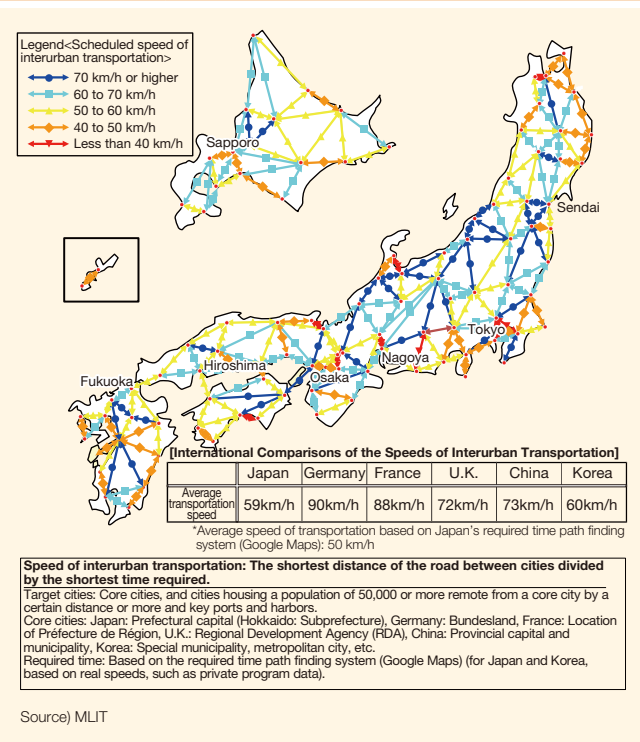 Legend<Scheduled speed of
interurban transportation>
70 km/h or higher
60 to 70 km/h
50 to 60 km/h
40 to 50 km/h
Less than 40 km/h
Sapporo
Sendai
Tokyo
Nagoya
Osaka
Hiroshima
Fukuoka
[International Comparisons of the Speeds of Interurban Transportation]
Japan Germany France U.K. China Korea
Average
transportation
speed
59km/h 90km/h 88km/h 72km/h 73km/h 60km/h
*Average speed of transportation based on Japan's required time path finding
system (Google Maps): 50 km/h
Speed of interurban transportation: The shortest distance of the road between cities divided
by the shortest time required.
Target cities: Core cities, and cities housing a population of 50,000 or more remote from a core city by a
certain distance or more and key ports and harbors.
Core cities: Japan: Prefectural capital (Hokkaido: Subprefecture), Germany: Bundesland, France: Location
of Préfecture de Région, U.K.: Regional Development Agency (RDA), China: Provincial capital and
municipality, Korea: Special municipality, metropolitan city, etc.
Required time: Based on the required time path finding system (Google Maps) (for Japan and Korea,
based on real speeds, such as private program data).
Source) MLIT